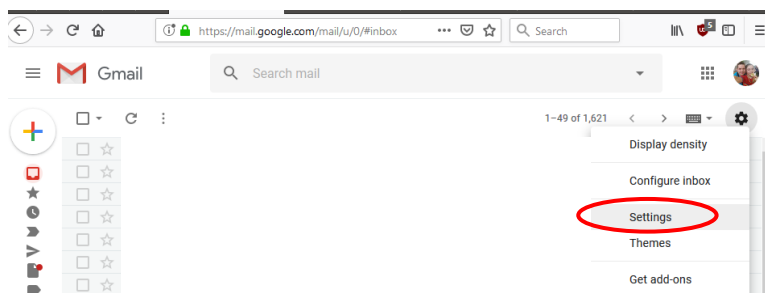 https://mail.google.com/mail/u/0/#inbox
Search
5
Gmail
Search mail
1–49 of 1,621
Display density
Configure inbox
Settings
Themes
Get add-ons